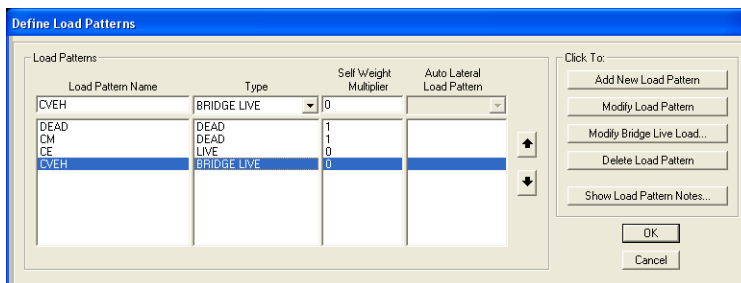 Define Load Patterns
Load Patterns
Load Pattern Name Type Self Weight Multiplier Auto Lateral Load Pattern
CVEH BRIDGE LIVE 0
DEAD DEAD 1
CM DEAD 1
CE LIVE 0
CVEH BRIDGE LIVE 0
Click To:
Add New Load Pattern
Modify Load Pattern
Modify Bridge Live Load...
Delete Load Pattern
Show Load Pattern Notes...
OK
Cancel